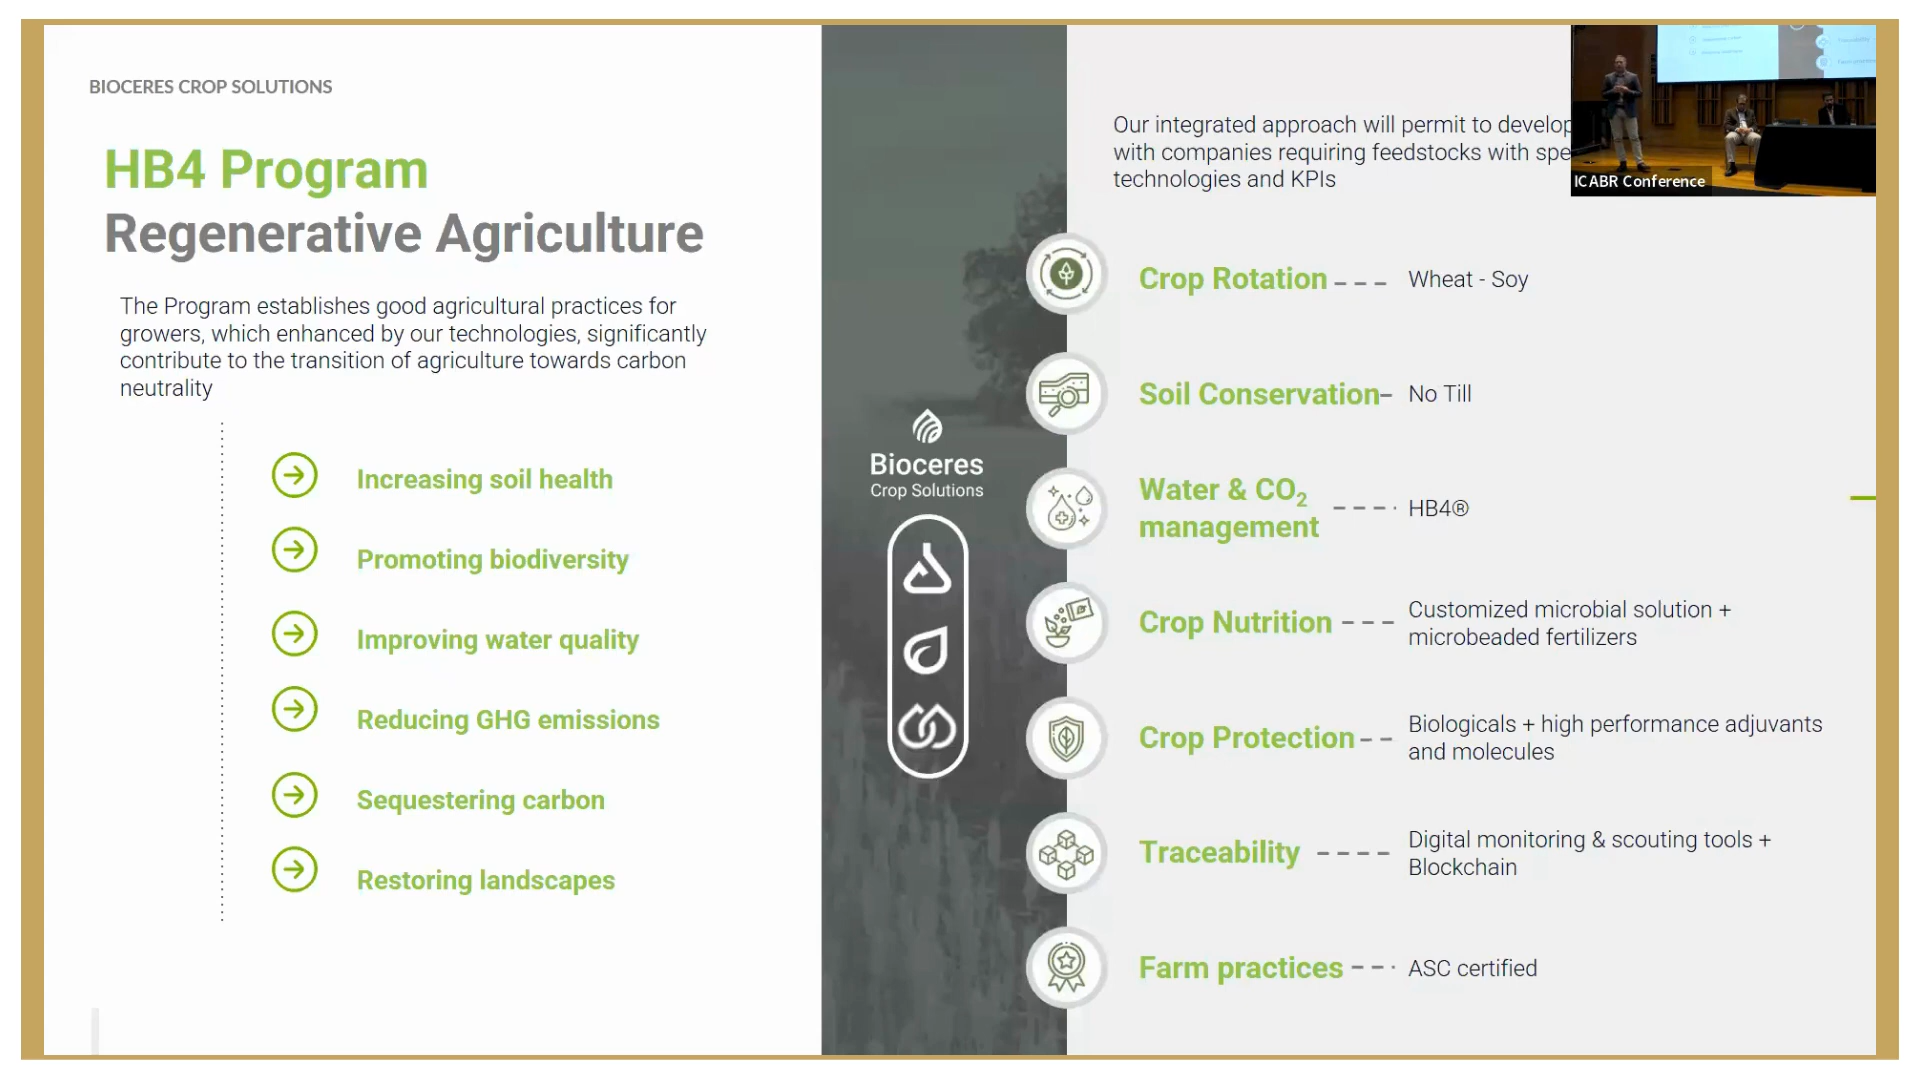 BIOCERES CROP SOLUTIONS
HB4 Program
Regenerative Agriculture
The Program establishes good agricultural practices for
growers, which enhanced by our technologies, significantly
contribute to the transition of agriculture towards carbon
neutrality
Increasing soil health
Promoting biodiversity
Improving water quality
Reducing GHG emissions
Sequestering carbon
Restoring landscapes
Bioceres
Crop Solutions
Our integrated approach will permit to develop
with companies requiring feedstocks with
technologies and KPIs
ICABR Conference
Crop Rotation
Wheat - Soy
Soil Conservation
No Till
Water & CO₂
management
HB4®
Crop Nutrition
Customized microbial solution +
microbeaded fertilizers
Crop Protection
Biologicals + high performance adjuvants
and molecules
Traceability
Digital monitoring & scouting tools +
Blockchain
Farm practices
ASC certified